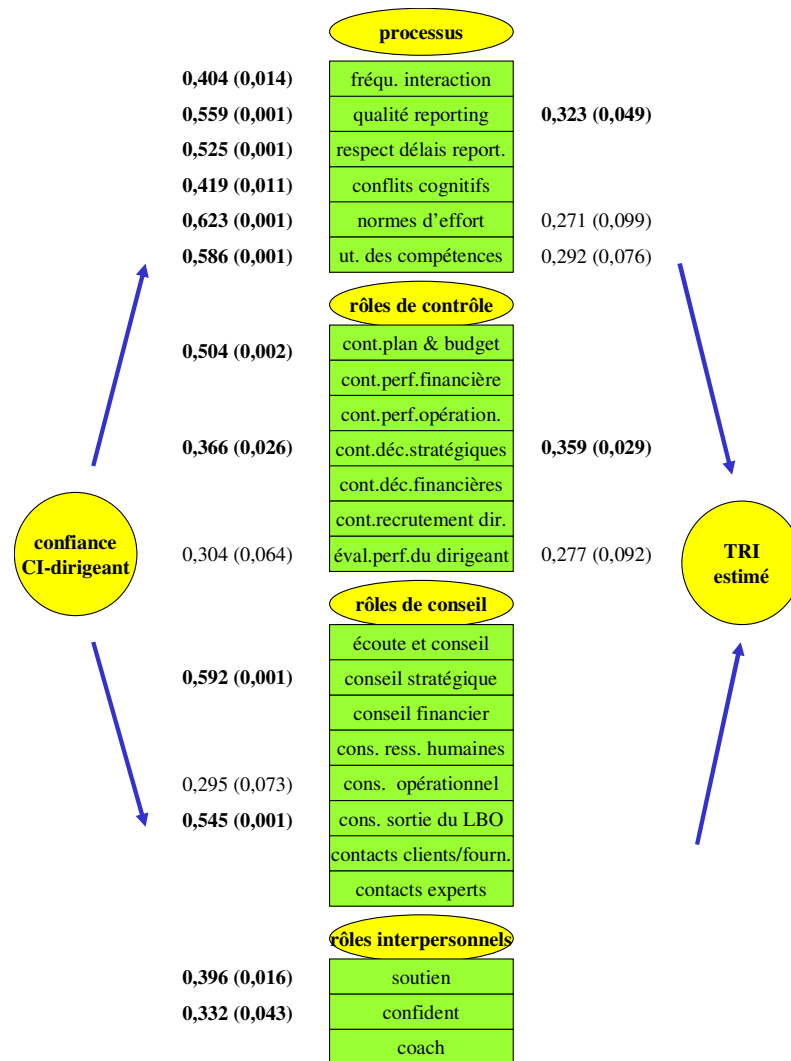 processus
0,404 (0,014) fréqu. interaction
0,559 (0,001) qualité reporting 0,323 (0,049)
0,525 (0,001) respect délais report.
0,419 (0,011) conflits cognitifs
0,623 (0,001) normes d’effort 0,271 (0,099)
0,586 (0,001) ut. des compétences 0,292 (0,076)
rôles de contrôle
0,504 (0,002) cont.plan & budget
cont.perf.financière
cont.perf.opération.
0,366 (0,026) cont.déc.stratégiques 0,359 (0,029)
cont.déc.financières
cont.recrutement dir.
confiance
CI-dirigeant
0,304 (0,064) éval.perf.du dirigeant 0,277 (0,092)
TRI
estimé
rôles de conseil
écoute et conseil
0,592 (0,001) conseil stratégique
conseil financier
cons. ress. humaines
0,295 (0,073) cons. opérationnel
0,545 (0,001) cons. sortie du LBO
contacts clients/fourn.
contacts experts
rôles interpersonnels
0,396 (0,016) soutien
0,332 (0,043) confident
coach